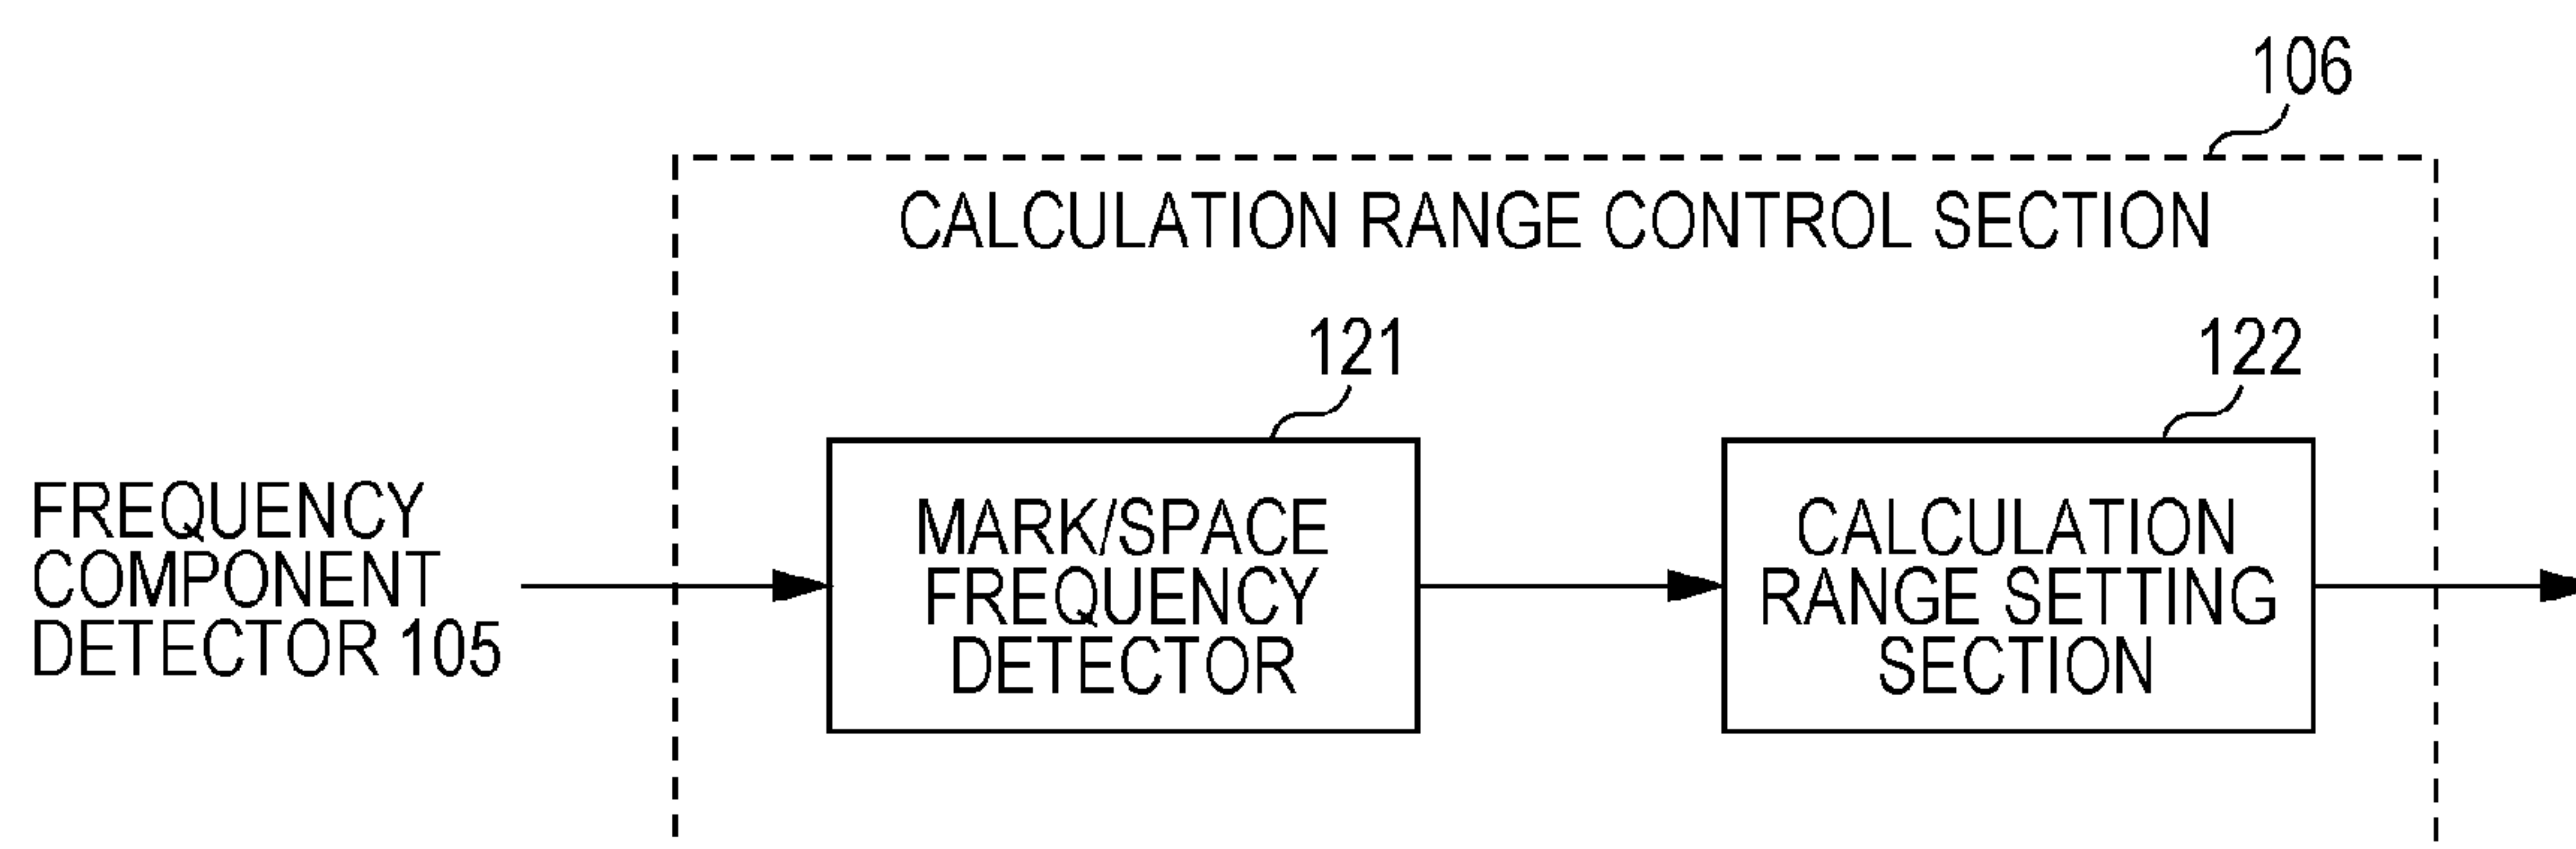 106
CALCULATION RANGE CONTROL SECTION
121
122
FREQUENCY
COMPONENT
DETECTOR 105
MARK/SPACE
FREQUENCY
DETECTOR
CALCULATION
RANGE SETTING
SECTION